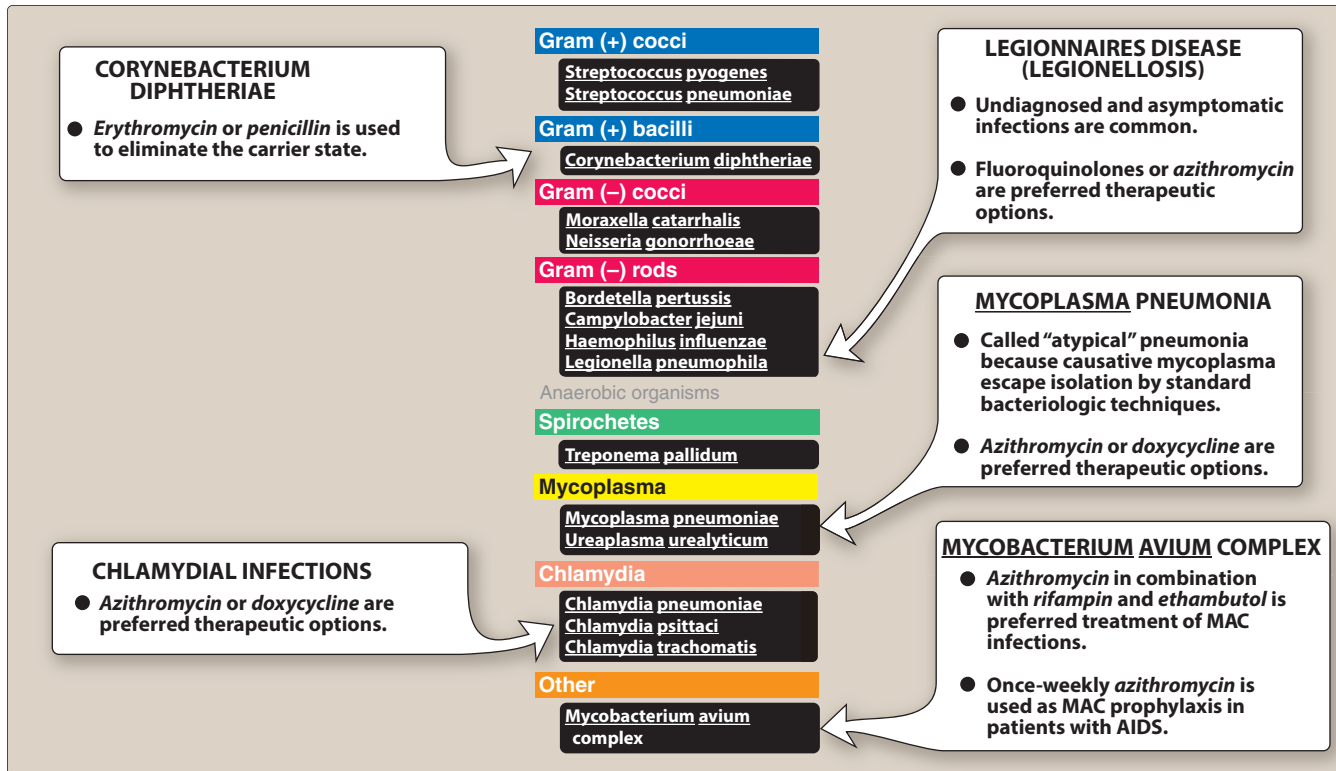 CORYNEBACTERIUM
DIPHTHERIAE
● Erythromycin or penicillin is used
to eliminate the carrier state.
Gram (+) cocci
Streptococcus pyogenes
Streptococcus pneumoniae
Gram (+) bacilli
Corynebacterium diphtheriae
Gram (–) cocci
Moraxella catarrhalis
Neisseria gonorrhoeae
Gram (–) rods
Bordetella pertussis
Campylobacter jejuni
Haemophilus influenzae
Legionella pneumophila
Anaerobic organisms
Spirochetes
Treponema pallidum
Mycoplasma
Mycoplasma pneumoniae
Ureaplasma urealyticum
Chlamydia
Chlamydia pneumoniae
Chlamydia psittaci
Chlamydia trachomatis
Other
Mycobacterium avium
complex
LEGIONNAIRES DISEASE
(LEGIONELLOSIS)
● Undiagnosed and asymptomatic
infections are common.
● Fluoroquinolones or azithromycin
are preferred therapeutic
options.
MYCOPLASMA PNEUMONIA
● Called “atypical” pneumonia
because causative mycoplasma
escape isolation by standard
bacteriologic techniques.
● Azithromycin or doxycycline are
preferred therapeutic options.
CHLAMYDIAL INFECTIONS
● Azithromycin or doxycycline are
preferred therapeutic options.
MYCOBACTERIUM AVIUM COMPLEX
● Azithromycin in combination
with rifampin and ethambutol is
preferred treatment of MAC
infections.
● Once-weekly azithromycin is
used as MAC prophylaxis in
patients with AIDS.